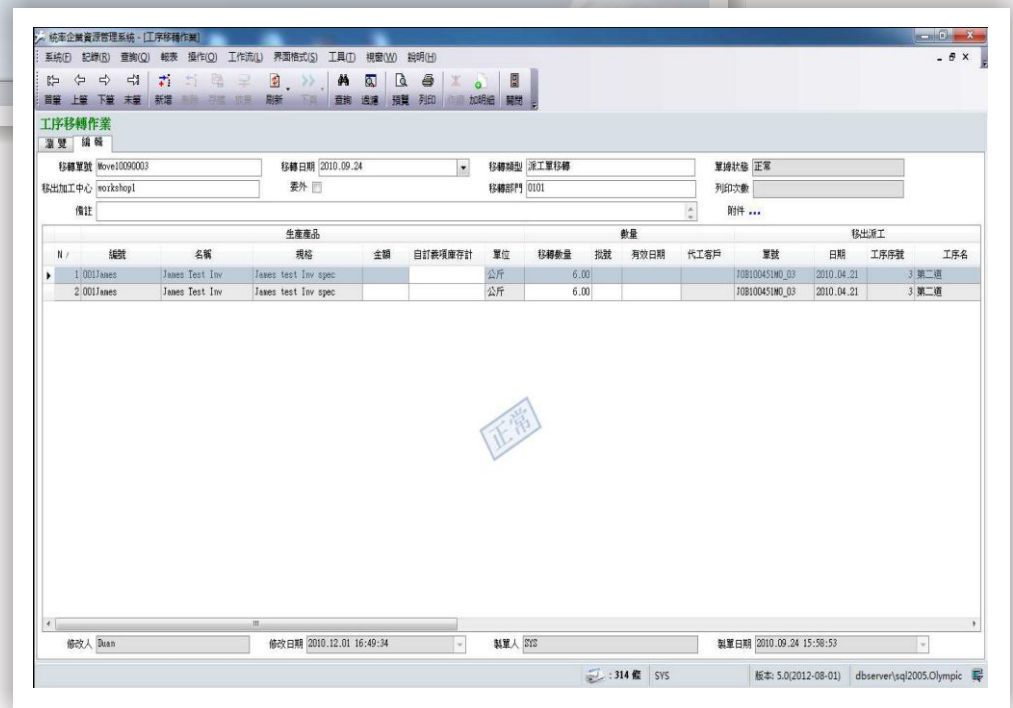 統率企業資源管理系統 - [工序移轉作業]
系統(F) 記錄(R) 查詢(Q) 報表 操作(O) 工作流(L) 界面格式(S) 工具(T) 視窗(W) 說明(H)
首筆 上筆 下筆 末筆 新增 刪除 存檔 放棄 刷新 下頁 查詢 過濾 預覽 列印 作廢 加明細 關閉
工序移轉作業
瀏覽 編輯
移轉單號 Move10090003 移轉日期 2010.09.24 移轉類型 派工單移轉 單據狀態 正常
移出加工中心 workshop1 委外 移轉部門 0101 列印次數
備註 附件 ...
生產產品 數量 移出派工
N 編號 名稱 規格 金額 自訂義項庫存計 單位 移轉數量 批號 有效日期 代工客戶 單號 日期 工序序號 工序名
1 001James James Test Inv James test Inv spec 公斤 6.00 JOB100451MO_03 2010.04.21 3 第二道
2 001James James Test Inv James test Inv spec 公斤 6.00 JOB100451MO_03 2010.04.21 3 第二道
正常
修改人 Duan 修改日期 2010.12.01 16:49:34 製單人 SYS 製單日期 2010.09.24 15:58:53
: 314 條 SYS 版本: 5.0(2012-08-01) dbserver\sql2005.Olympic